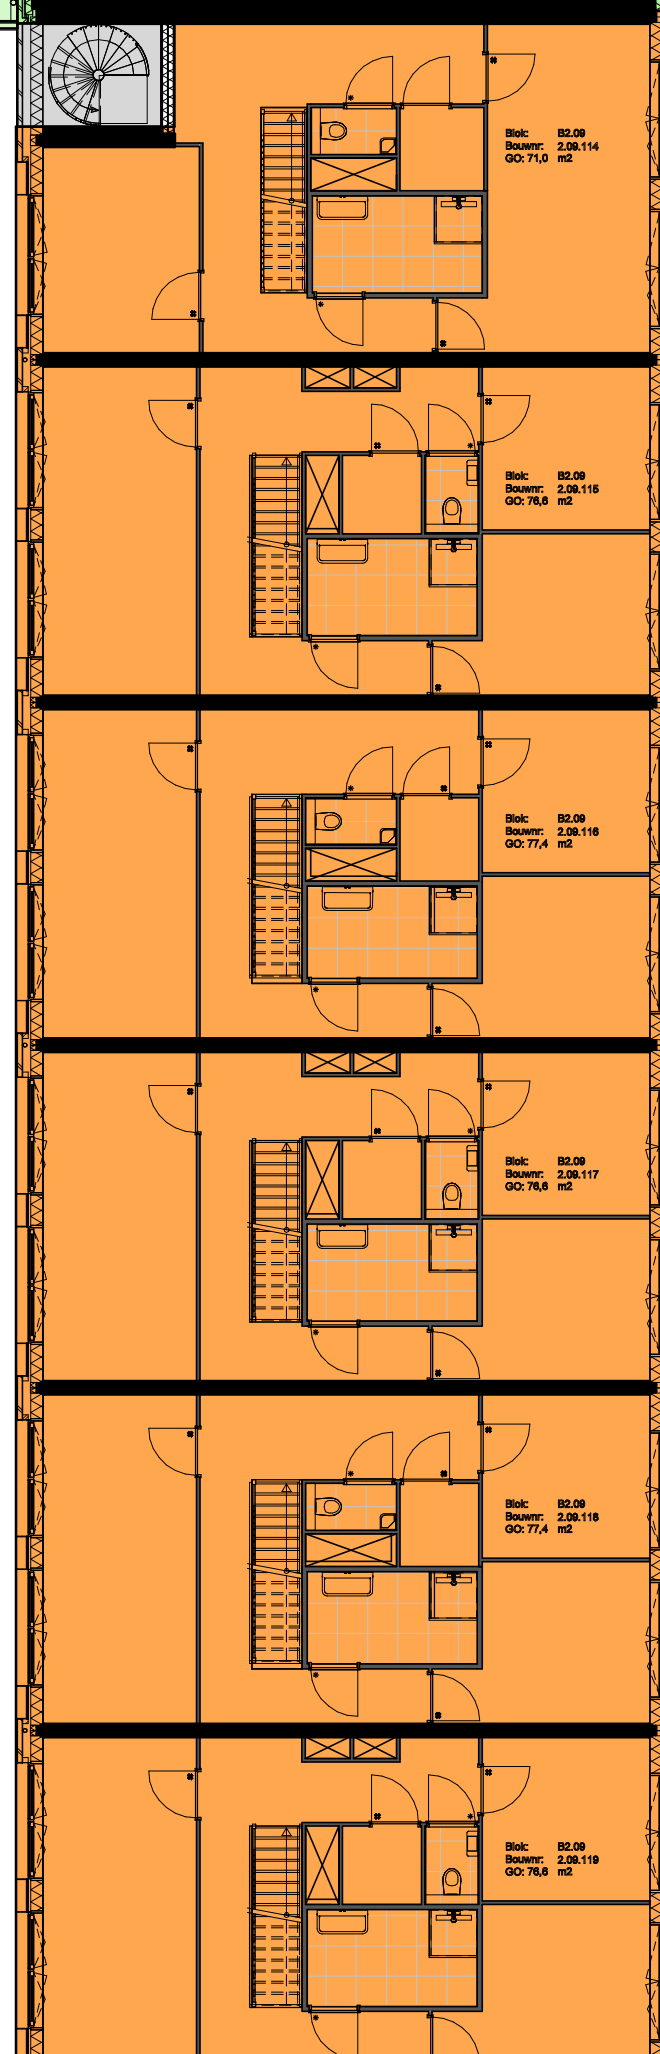 Blok: B2.09
Bouwnr: 2.09.114
GO: 71,0 m2
Blok: B2.09
Bouwnr: 2.09.115
GO: 76,6 m2
Blok: B2.09
Bouwnr: 2.09.116
GO: 77,4 m2
Blok: B2.09
Bouwnr: 2.09.117
GO: 76,6 m2
Blok: B2.09
Bouwnr: 2.09.118
GO: 77,4 m2
Blok: B2.09
Bouwnr: 2.09.119
GO: 76,6 m2